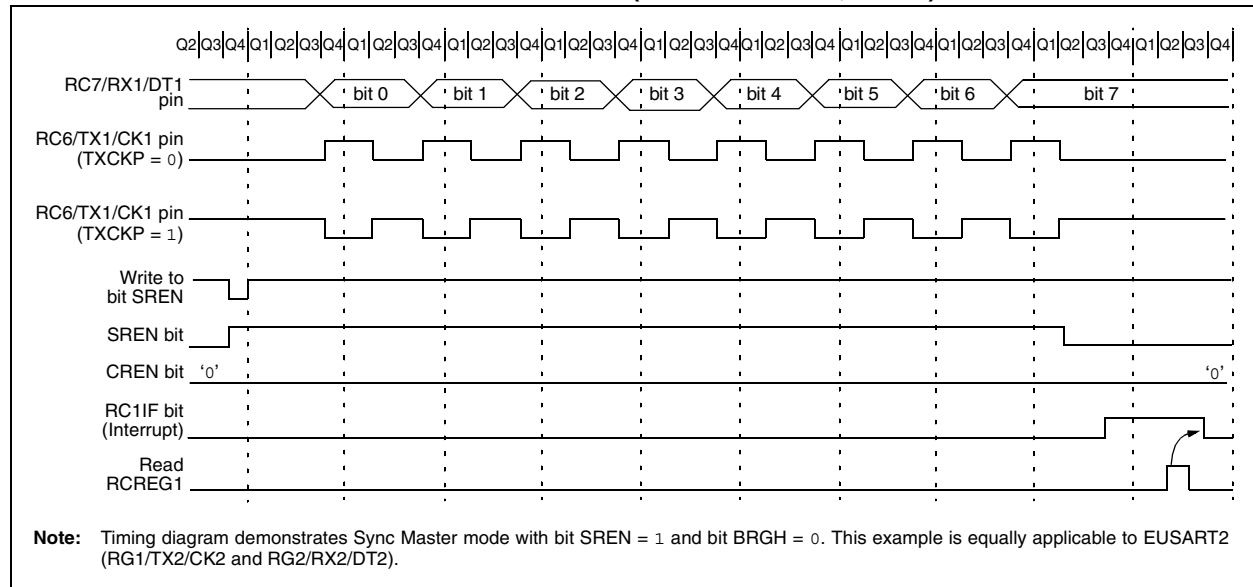 Q2 Q3 Q4 Q1 Q2 Q3 Q4 Q1 Q2 Q3 Q4 Q1 Q2 Q3 Q4 Q1 Q2 Q3 Q4 Q1 Q2 Q3 Q4 Q1 Q2 Q3 Q4 Q1 Q2 Q3 Q4 Q1 Q2 Q3 Q4 Q1 Q2 Q3 Q4 Q1 Q2 Q3 Q4
RC7/RX1/DT1
pin
bit 0 bit 1 bit 2 bit 3 bit 4 bit 5 bit 6 bit 7
RC6/TX1/CK1 pin
(TXCKP = 0)
RC6/TX1/CK1 pin
(TXCKP = 1)
Write to
bit SREN
SREN bit
CREN bit '0' '0'
RC1IF bit
(Interrupt)
Read
RCREG1
Note: Timing diagram demonstrates Sync Master mode with bit SREN = 1 and bit BRGH = 0. This example is equally applicable to EUSART2
(RG1/TX2/CK2 and RG2/RX2/DT2).